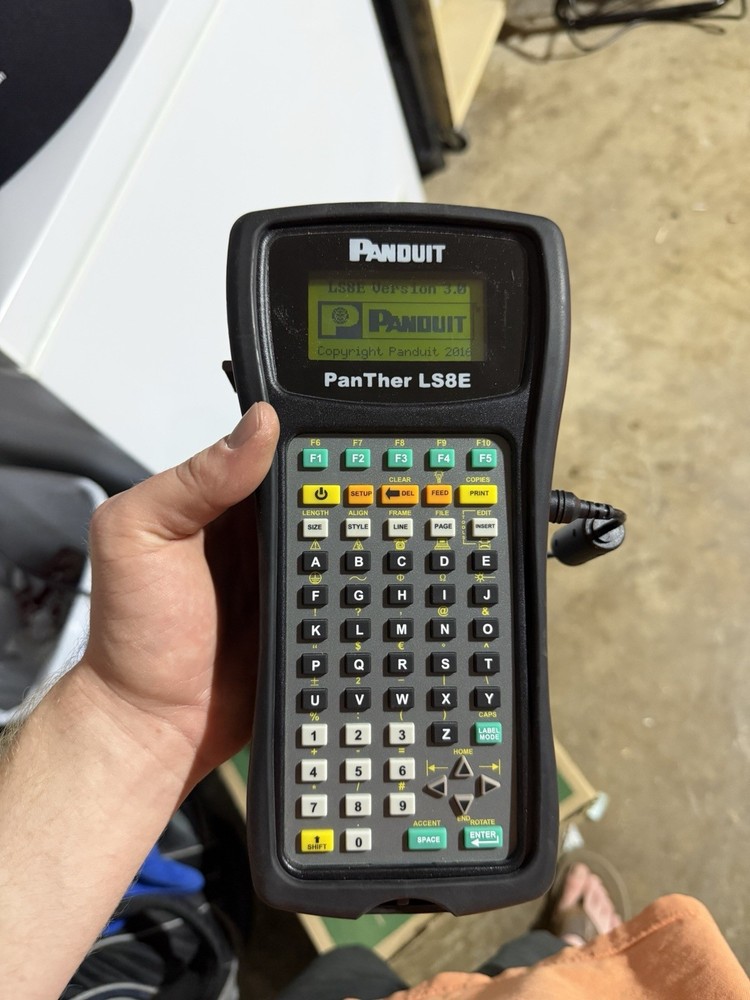 PANDUIT
LS8E Version 3.0
PANDUIT
Copyright Panduit 2016
PanTher LS8E
F6 F7 F8 F9 F10
F1 F2 F3 F4 F5
CLEAR COPIES
SETUP DEL FEED PRINT
LENGTH ALIGN FRAME FILE EDIT
SIZE STYLE LINE PAGE INSERT
A B C D E
Φ Ω
F G H I J
! ? , @ &
K L M N O
" $ € ° ^
P Q R S T
± 2 – | \
U V W X Y
% : ( ) CAPS
1 2 3 Z LABEL MODE
+ - = HOME
4 5 6
* / #
7 8 9
. END
ACCENT ROTATE
SHIFT 0 SPACE ENTER